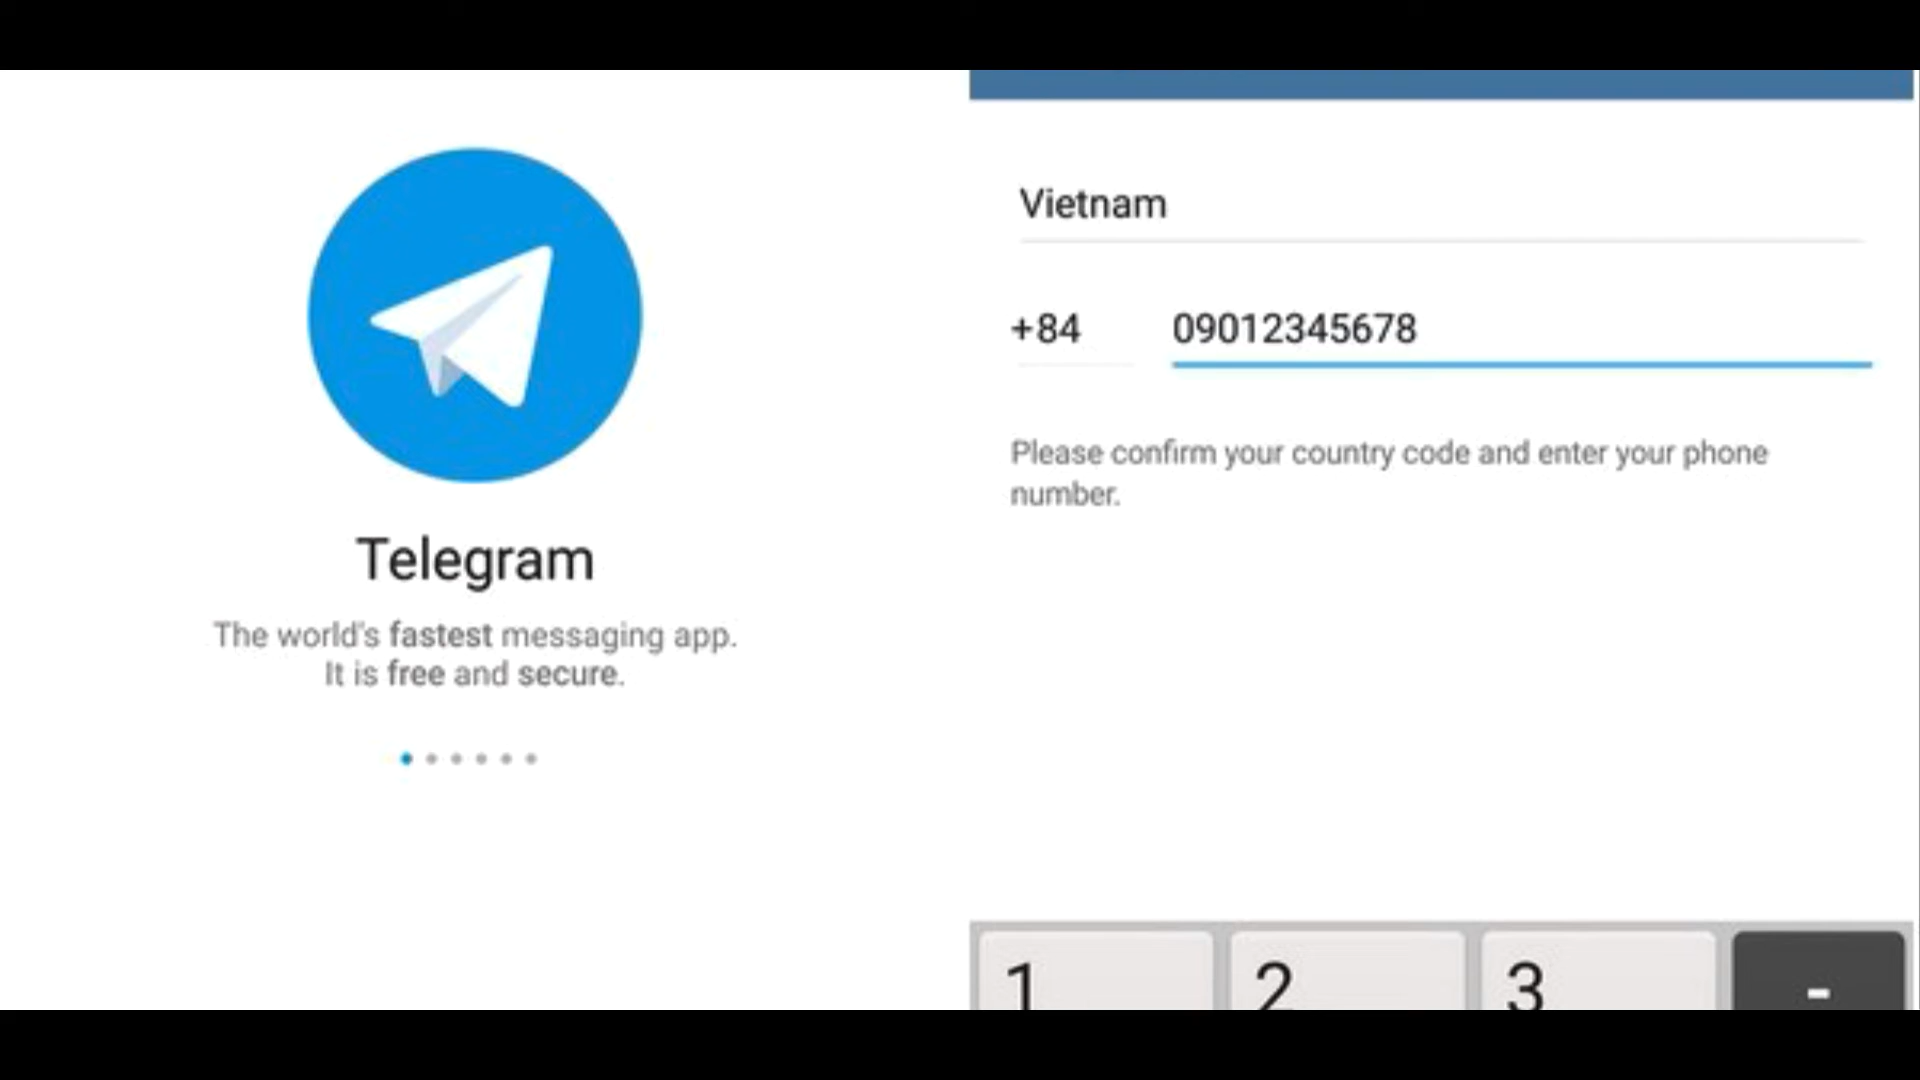 Telegram
The world's fastest messaging app.
It is free and secure.
Vietnam
+84 09012345678
Please confirm your country code and enter your phone
number.
1 2 3 -